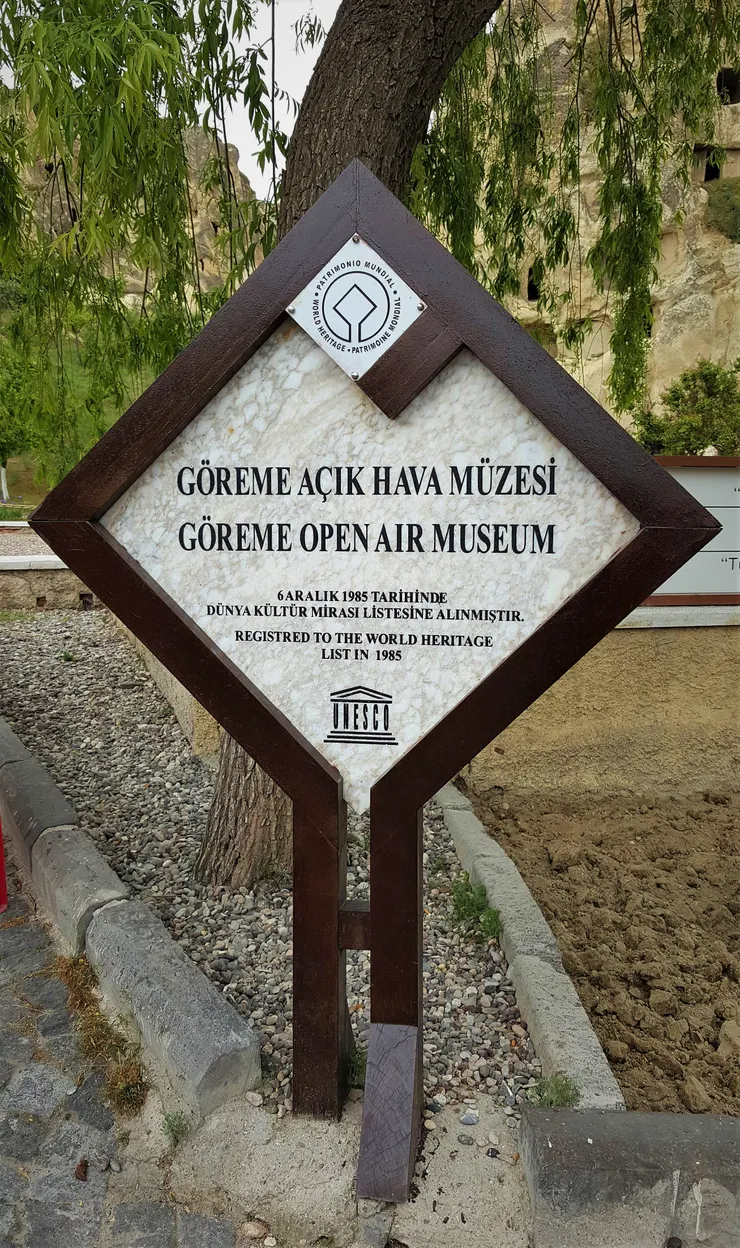 PATRIMONIO MUNDIAL • WORLD HERITAGE • PATRIMOINE MONDIAL •
GÖREME AÇIK HAVA MÜZESİ
GÖREME OPEN AIR MUSEUM
6 ARALIK 1985 TARİHİNDE
DÜNYA KÜLTÜR MİRASI LİSTESİNE ALINMIŞTIR.
REGISTRED TO THE WORLD HERITAGE
LIST IN 1985
UNESCO